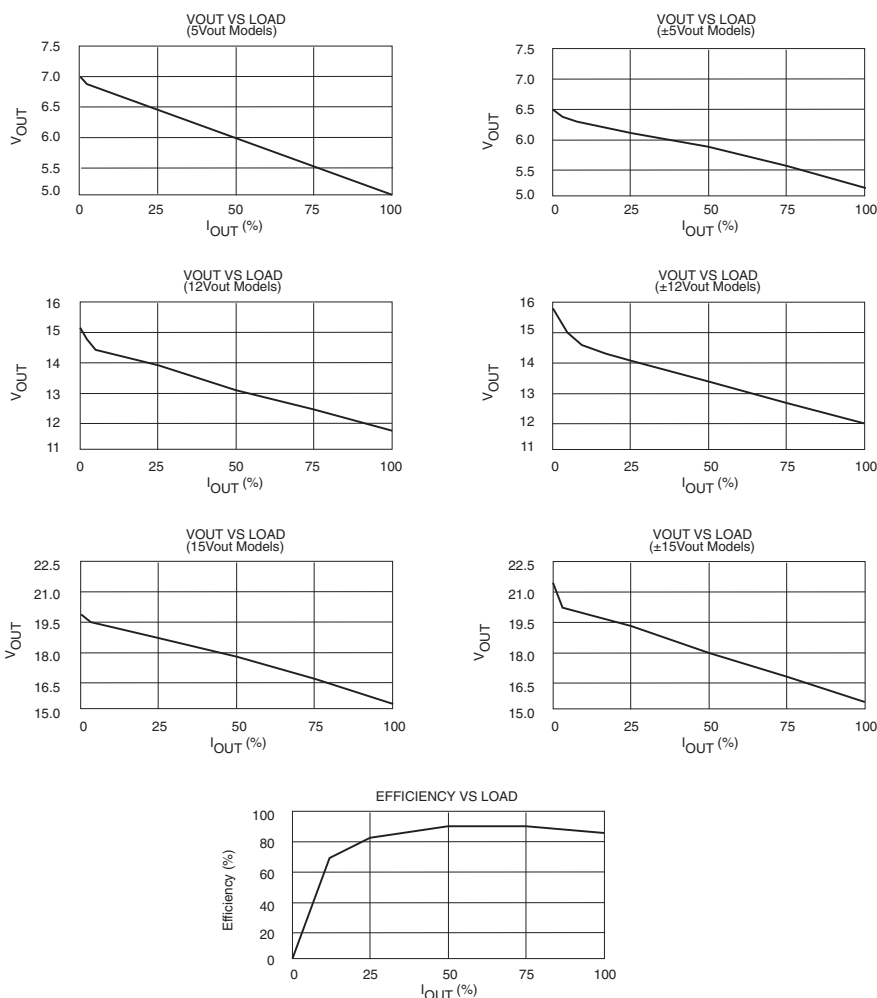 VOUT VS LOAD
(5Vout Models)
7.5
7.0
6.5
6.0
5.5
5.0
VOUT
0 25 50 75 100
IOUT (%)
VOUT VS LOAD
(±5Vout Models)
7.5
7.0
6.5
6.0
5.5
5.0
VOUT
0 25 50 75 100
IOUT (%)
VOUT VS LOAD
(12Vout Models)
16
15
14
13
12
11
VOUT
0 25 50 75 100
IOUT (%)
VOUT VS LOAD
(±12Vout Models)
16
15
14
13
12
11
VOUT
0 25 50 75 100
IOUT (%)
VOUT VS LOAD
(15Vout Models)
22.5
21.0
19.5
18.0
16.5
15.0
VOUT
0 25 50 75 100
IOUT (%)
VOUT VS LOAD
(±15Vout Models)
22.5
21.0
19.5
18.0
16.5
15.0
VOUT
0 25 50 75 100
IOUT (%)
EFFICIENCY VS LOAD
100
80
60
40
20
0
Efficiency (%)
0 25 50 75 100
IOUT (%)